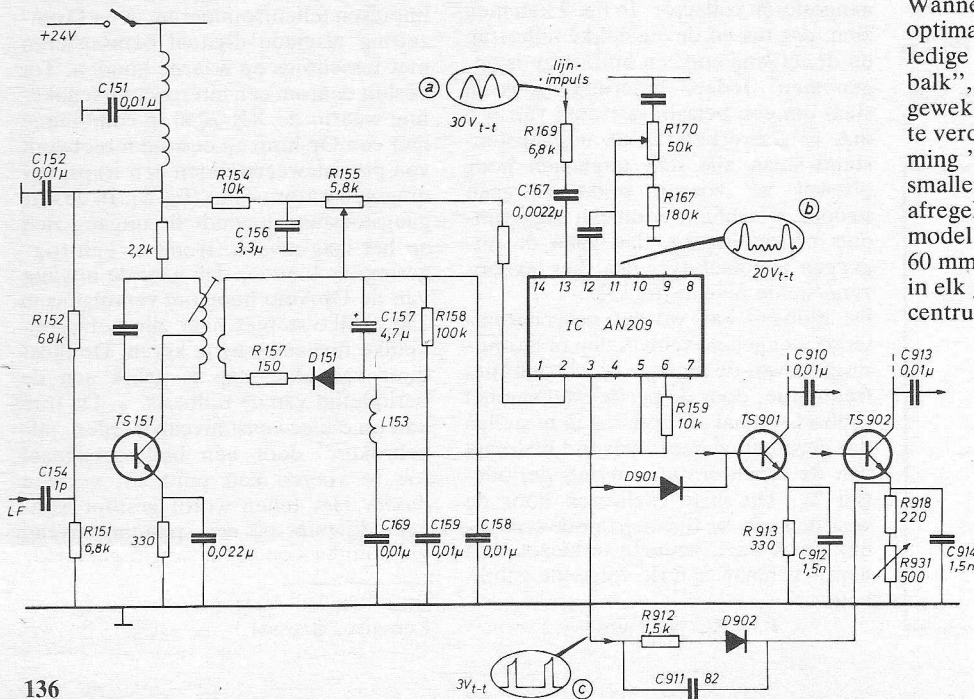 +24V
C151
0,01µ
C152
0,01µ
2,2k
R154
10k
R155
5,8k
C156
3,3µ
R152
68k
R157
150
D151
C157
4,7µ
+
R158
100k
L153
TS151
C154
1p
LF
R151
6,8k
330
0,022µ
C169
0,01µ
C159
0,01µ
C158
0,01µ
a
30Vt-t
lijn-
impuls
R169
6,8k
C167
0,0022µ
R170
50k
R167
180k
b
20Vt-t
14 13 12 11 10 9 8
IC AN209
1 2 3 4 5 6 7
R159
10k
D901
TS901
C910
0,01µ
TS902
C913
0,01µ
R913
330
C912
1,5n
R918
220
R931
500
C914
1,5n
R912
1,5k
D902
C911
82
3Vt-t
c
136
Wanne
optima
ledige
balk”,
gewek
te verd
ming ’
smaller
afregel
model
60 mm
in elk
centru